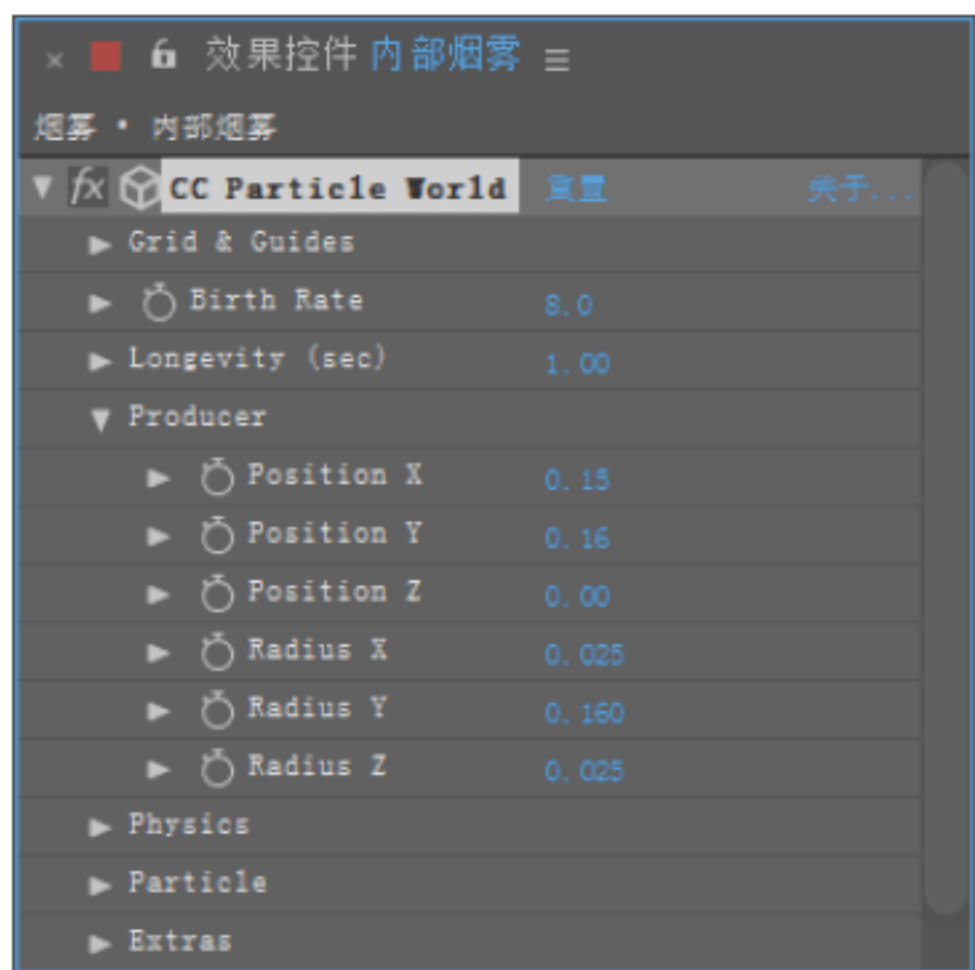 效果控件 内部烟雾
烟雾 • 内部烟雾
fx CC Particle World 重置 关于...
Grid & Guides
Birth Rate 8.0
Longevity (sec) 1.00
Producer
Position X 0.15
Position Y 0.16
Position Z 0.00
Radius X 0.025
Radius Y 0.160
Radius Z 0.025
Physics
Particle
Extras